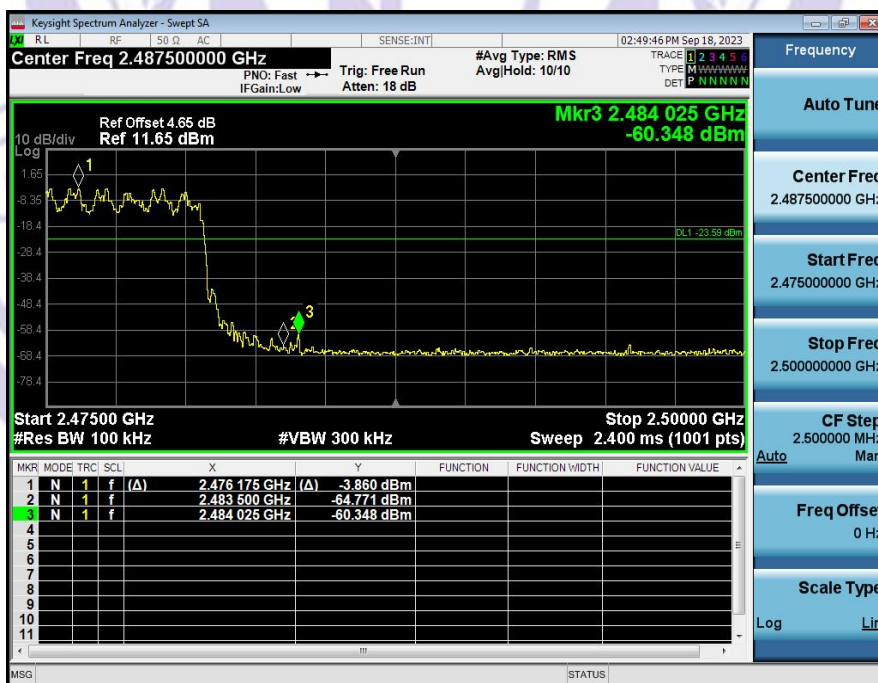 Keysight Spectrum Analyzer - Swept SA
LXI RL RF 50 Ω AC SENSE:INT 02:49:46 PM Sep 18, 2023
Center Freq 2.487500000 GHz
PNO: Fast
IFGain:Low
Trig: Free Run
Atten: 18 dB
#Avg Type: RMS
Avg|Hold: 10/10
TRACE 1 2 3 4 5 6
TYPE M W W W W W
DET P N N N N N
Mkr3 2.484 025 GHz
-60.348 dBm
Ref Offset 4.65 dB
10 dB/div Ref 11.65 dBm
Log
1.65
-8.35
-18.4
-28.4
-38.4
-48.4
-58.4
-68.4
-78.4
1
2
3
DL1 -23.59 dBm
Start 2.47500 GHz Stop 2.50000 GHz
#Res BW 100 kHz #VBW 300 kHz Sweep 2.400 ms (1001 pts)
MKR MODE TRC SCL X Y FUNCTION FUNCTION WIDTH FUNCTION VALUE
1 N 1 f (Δ) 2.476 175 GHz (Δ) -3.860 dBm
2 N 1 f 2.483 500 GHz -64.771 dBm
3 N 1 f 2.484 025 GHz -60.348 dBm
4
5
6
7
8
9
10
11
MSG STATUS
Frequency
Auto Tune
Center Freq
2.487500000 GHz
Start Freq
2.475000000 GHz
Stop Freq
2.500000000 GHz
CF Step
2.500000 MHz
Auto Man
Freq Offset
0 Hz
Scale Type
Log Lin